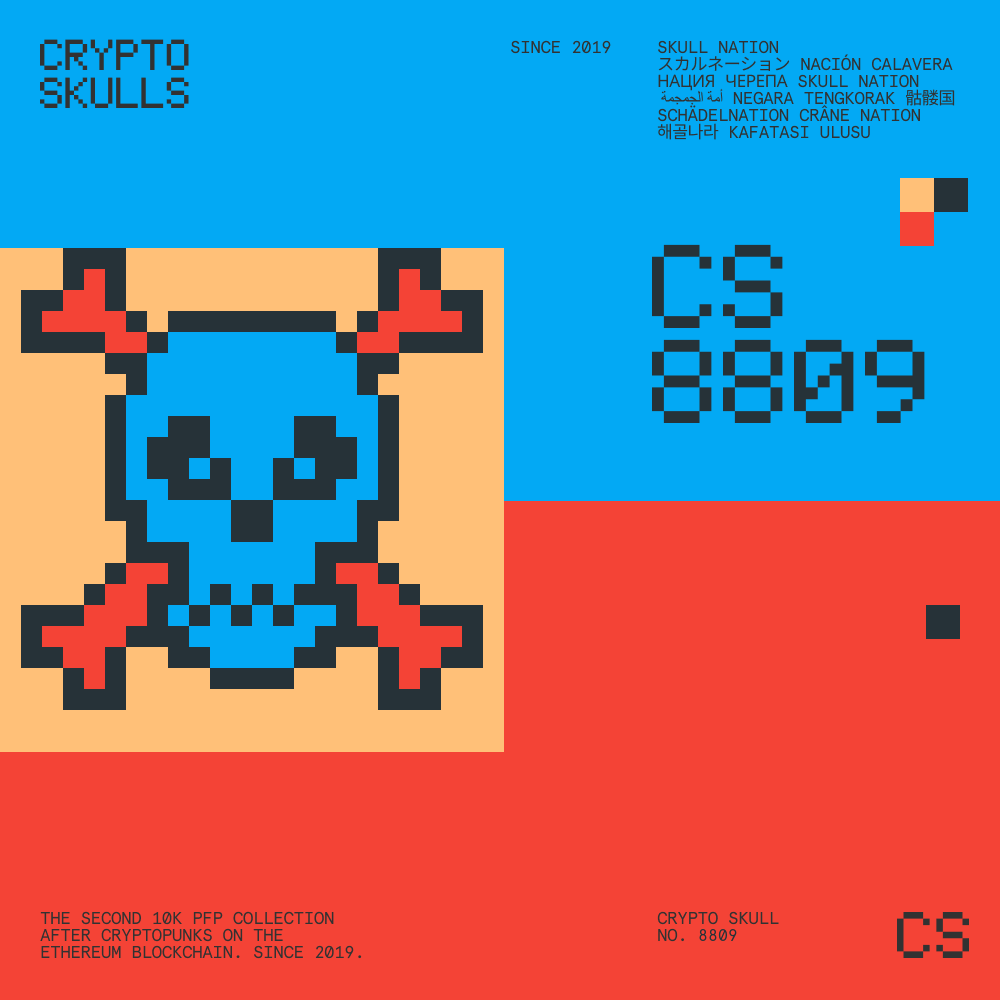 CRYPTO
SKULLS
SINCE 2019
SKULL NATION
スカルネーション NACIÓN CALAVERA
НАЦИЯ ЧЕРЕПА SKULL NATION
أمة الجمجمة NEGARA TENGKORAK 骷髅国
SCHÄDELNATION CRÂNE NATION
해골나라 KAFATASI ULUSU
CS
8809
THE SECOND 10K PFP COLLECTION
AFTER CRYPTOPUNKS ON THE
ETHEREUM BLOCKCHAIN. SINCE 2019.
CRYPTO SKULL
NO. 8809
CS